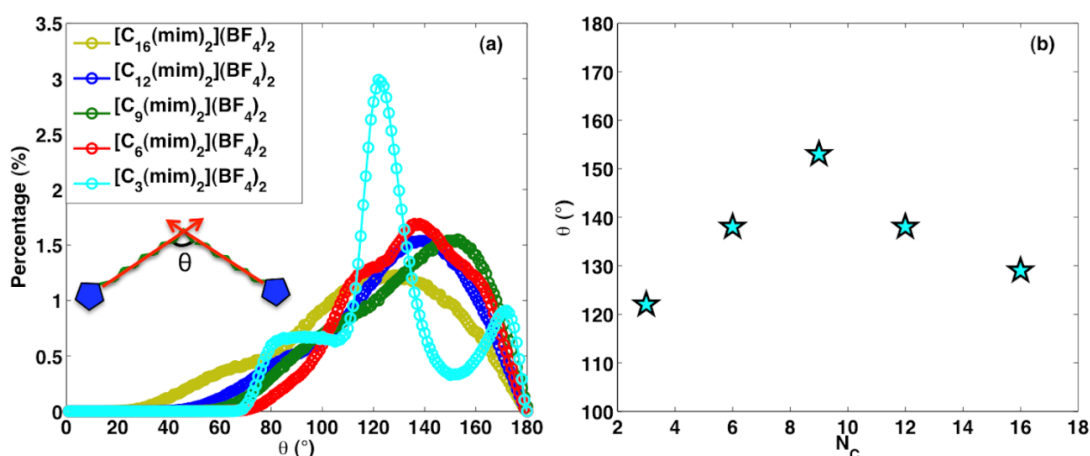 3.5
3
2.5
2
1.5
1
0.5
0
Percentage (%)
[C16(mim)2](BF4)2
[C12(mim)2](BF4)2
[C9(mim)2](BF4)2
[C6(mim)2](BF4)2
[C3(mim)2](BF4)2
(a)
θ
0 20 40 60 80 100 120 140 160 180
θ (°)
180
170
160
150
140
130
120
110
100
θ (°)
(b)
2 4 6 8 10 12 14 16 18
NC